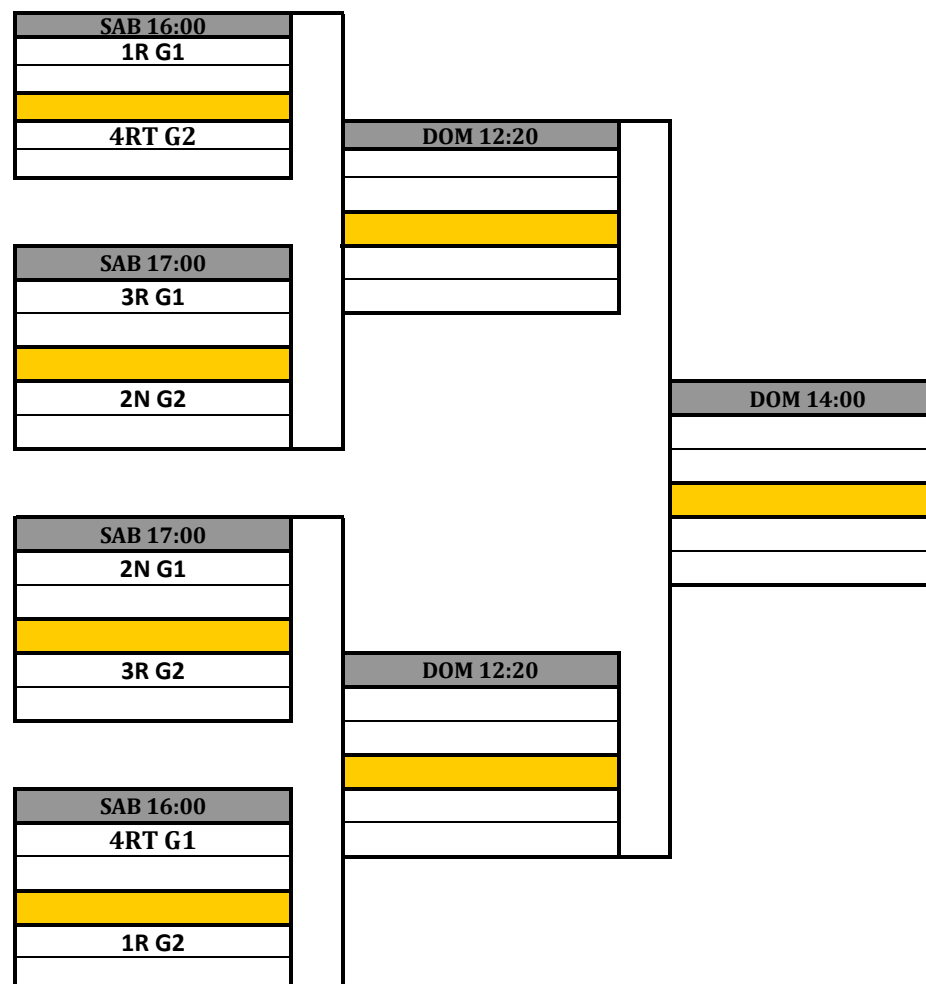 SAB 16:00
1R G1
4RT G2
SAB 17:00
3R G1
2N G2
SAB 17:00
2N G1
3R G2
SAB 16:00
4RT G1
1R G2
DOM 12:20
DOM 12:20
DOM 14:00